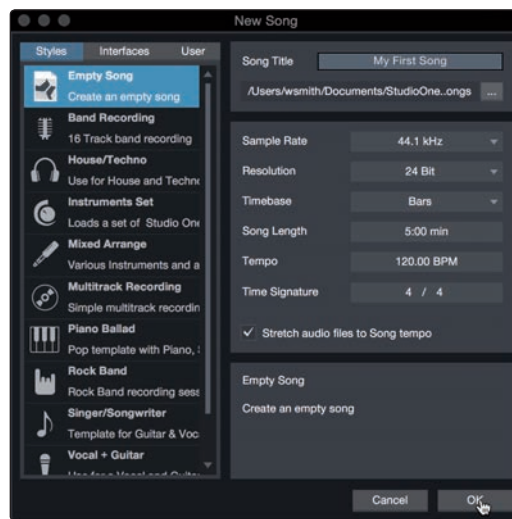 New Song
Styles Interfaces User
Empty Song
Create an empty song
Band Recording
16 Track band recording
House/Techno
Use for House and Techno
Instruments Set
Loads a set of Studio One
Mixed Arrange
Various Instruments and a
Multitrack Recording
Simple multitrack recordin
Piano Ballad
Pop template with Piano,
Rock Band
Rock Band recording sess
Singer/Songwriter
Template for Guitar & Voc
Vocal + Guitar
Song Title My First Song
/Users/wsmith/Documents/StudioOne..ongs ...
Sample Rate 44.1 kHz
Resolution 24 Bit
Timebase Bars
Song Length 5:00 min
Tempo 120.00 BPM
Time Signature 4 / 4
Stretch audio files to Song tempo
Empty Song
Create an empty song
Cancel OK